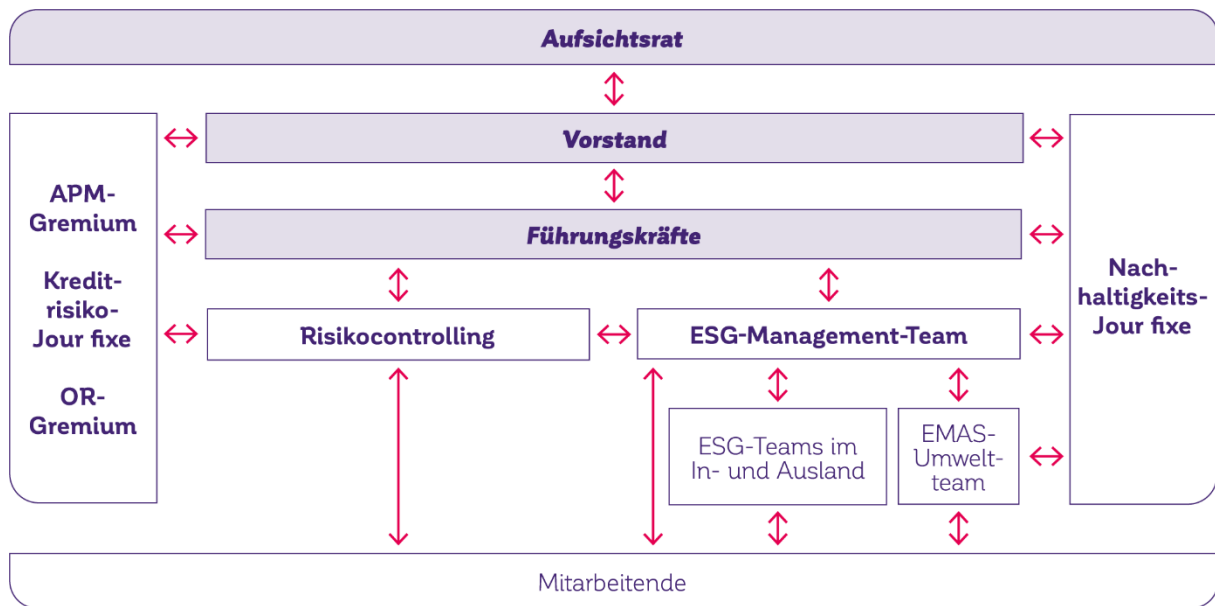 Aufsichtsrat
Vorstand
APM-
Gremium
Kredit-
risiko-
Jour fixe
OR-
Gremium
Führungskräfte
Risikocontrolling
ESG-Management-Team
ESG-Teams im
In- und Ausland
EMAS-
Umwelt-
team
Nach-
haltigkeits-
Jour fixe
Mitarbeitende